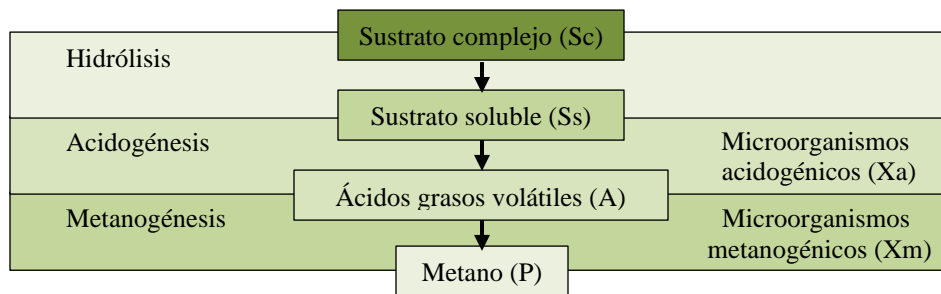 Sustrato complejo (Sc)
Hidrólisis
Sustrato soluble (Ss)
Acidogénesis
Microorganismos
acidogénicos (Xa)
Ácidos grasos volátiles (A)
Metanogénesis
Microorganismos
metanogénicos (Xm)
Metano (P)